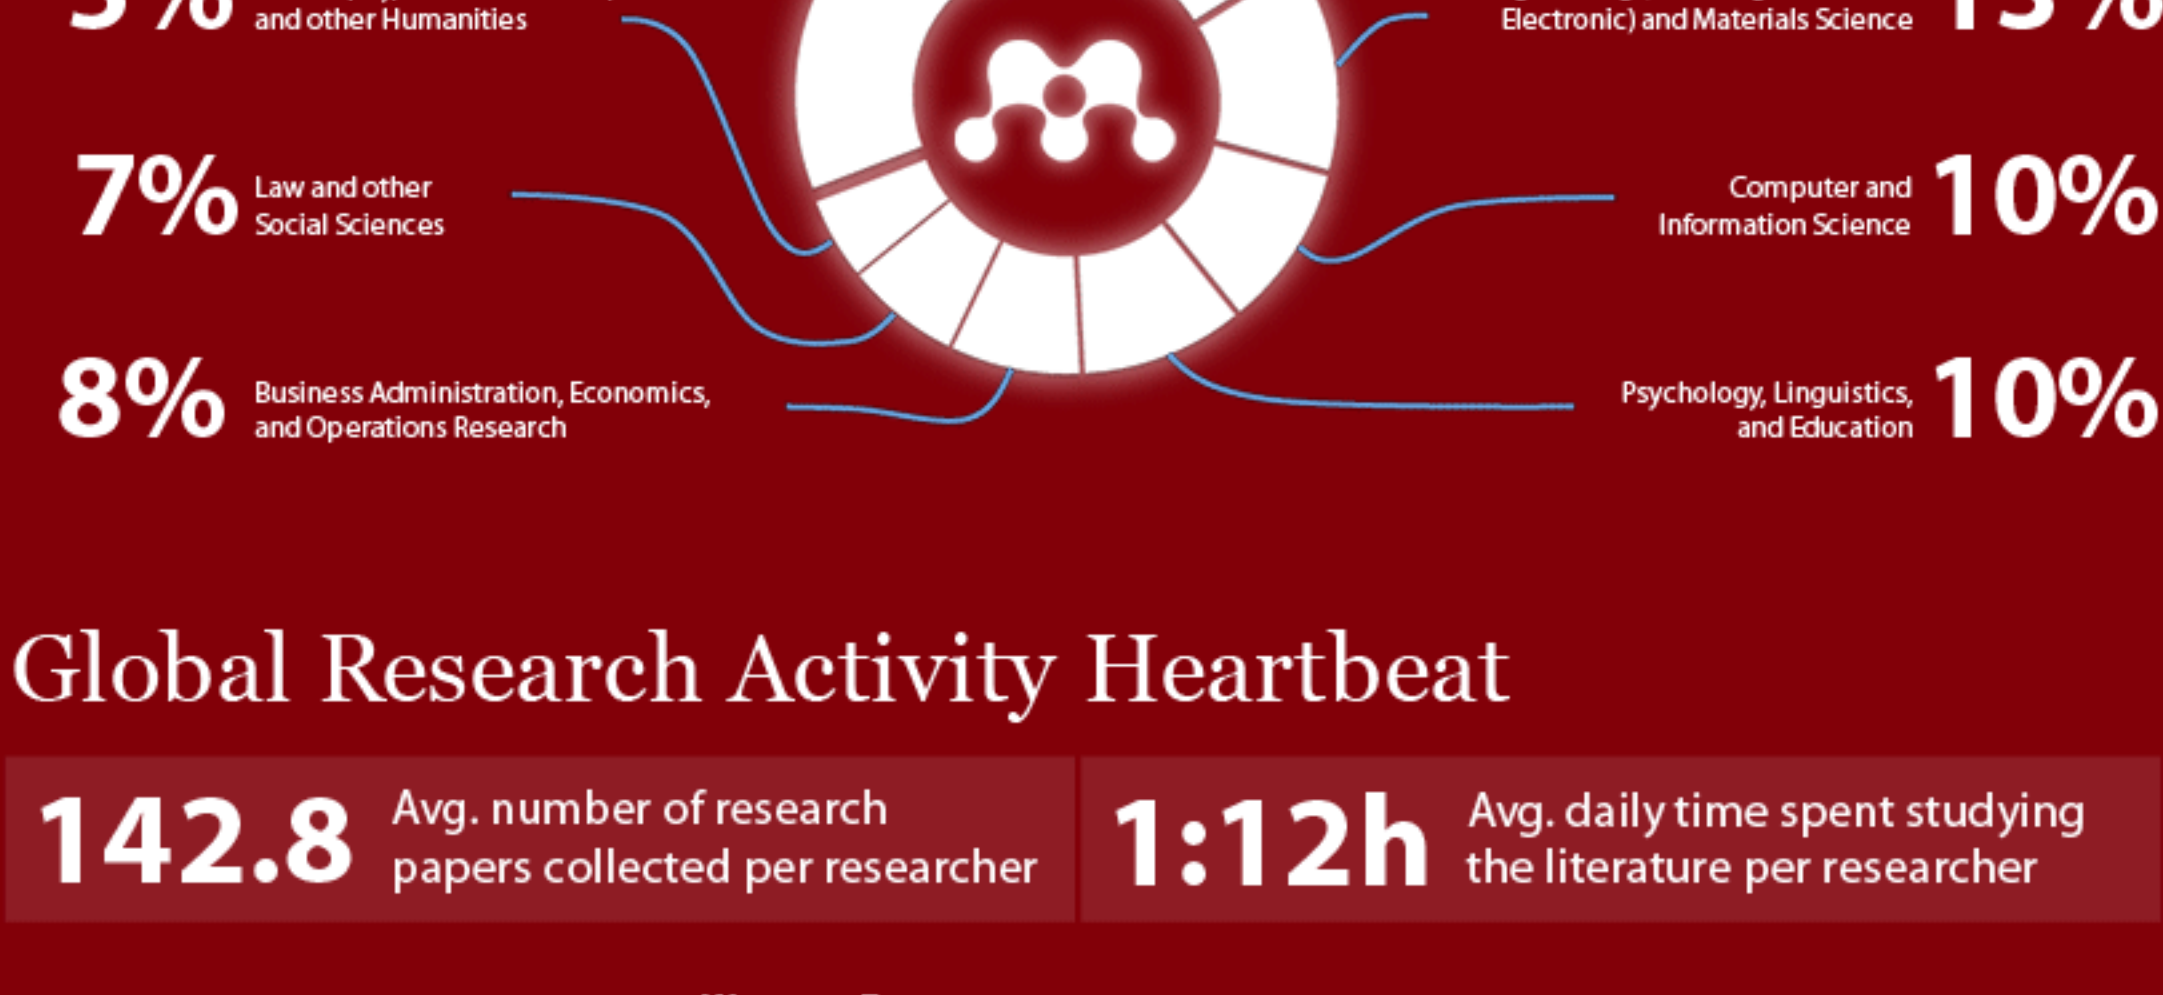 and other Humanities
Electronic) and Materials Science
7% Law and other
Social Sciences
Computer and
Information Science 10%
8% Business Administration, Economics,
and Operations Research
Psychology, Linguistics,
and Education 10%
Global Research Activity Heartbeat
142.8 Avg. number of research
papers collected per researcher
1:12h Avg. daily time spent studying
the literature per researcher